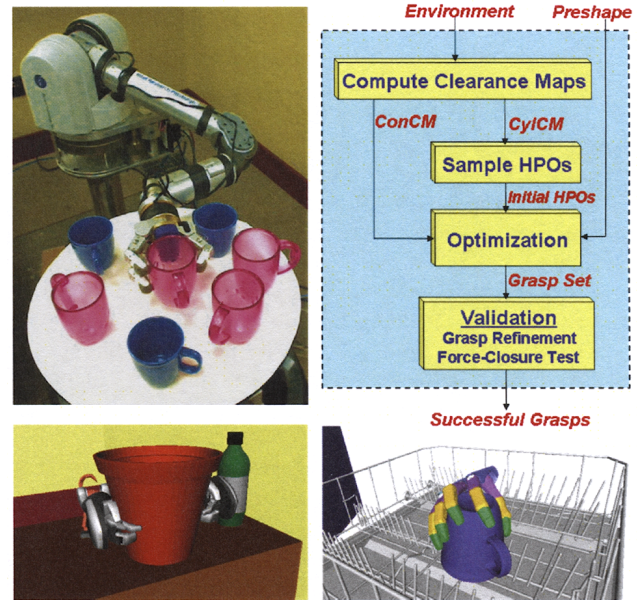 Environment
Preshape
Compute Clearance Maps
ConCM
CylCM
Sample HPOs
Initial HPOs
Optimization
Grasp Set
Validation
Grasp Refinement
Force-Closure Test
Successful Grasps